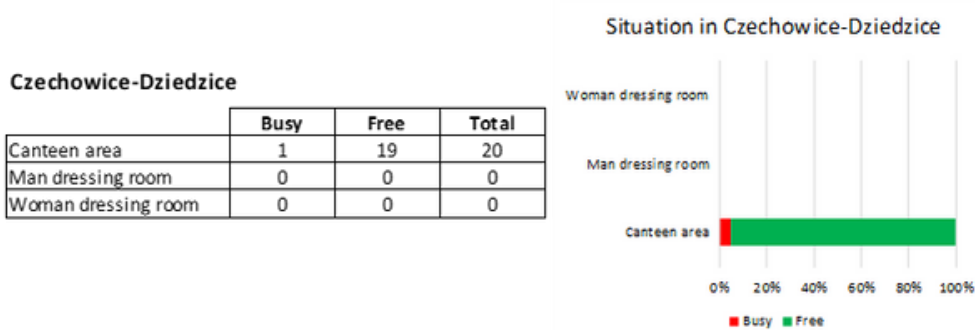 Czechowice-Dziedzice
Busy Free Total
Canteen area 1 19 20
Man dressing room 0 0 0
Woman dressing room 0 0 0
Situation in Czechowice-Dziedzice
Woman dressing room
Man dressing room
Canteen area
0% 20% 40% 60% 80% 100%
Busy Free